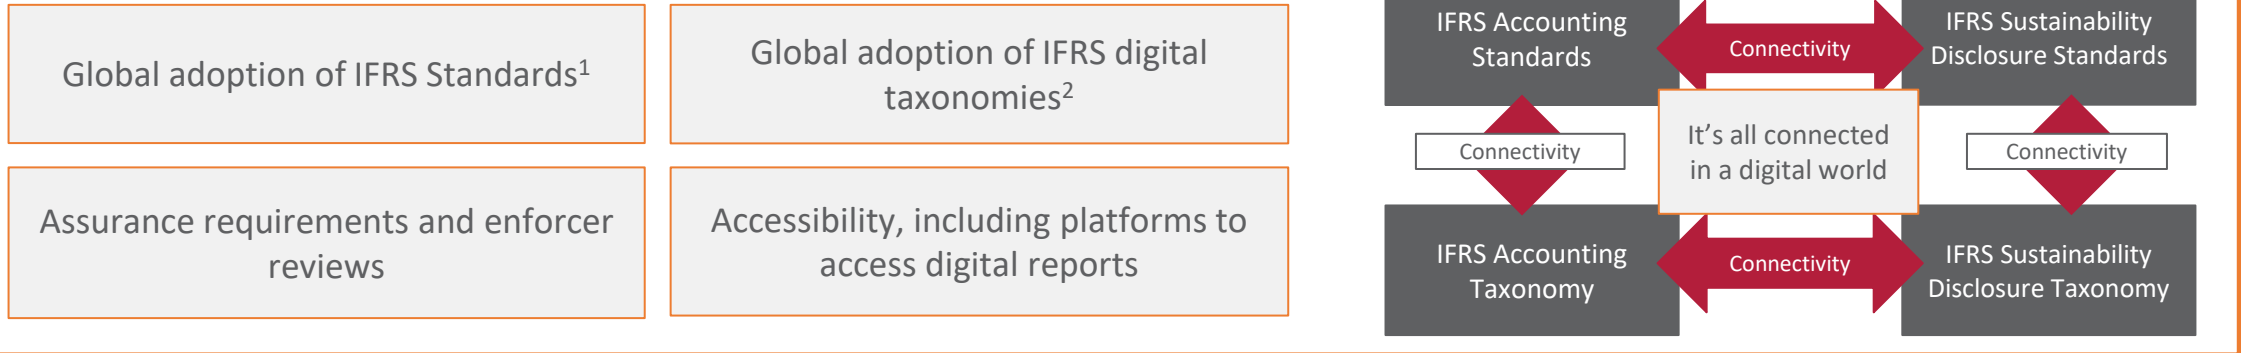 Global adoption of IFRS Standards¹
Global adoption of IFRS digital
taxonomies²
Assurance requirements and enforcer
reviews
Accessibility, including platforms to
access digital reports
IFRS Accounting
Standards
Connectivity
IFRS Sustainability
Disclosure Standards
Connectivity
It’s all connected
in a digital world
Connectivity
IFRS Accounting
Taxonomy
Connectivity
IFRS Sustainability
Disclosure Taxonomy